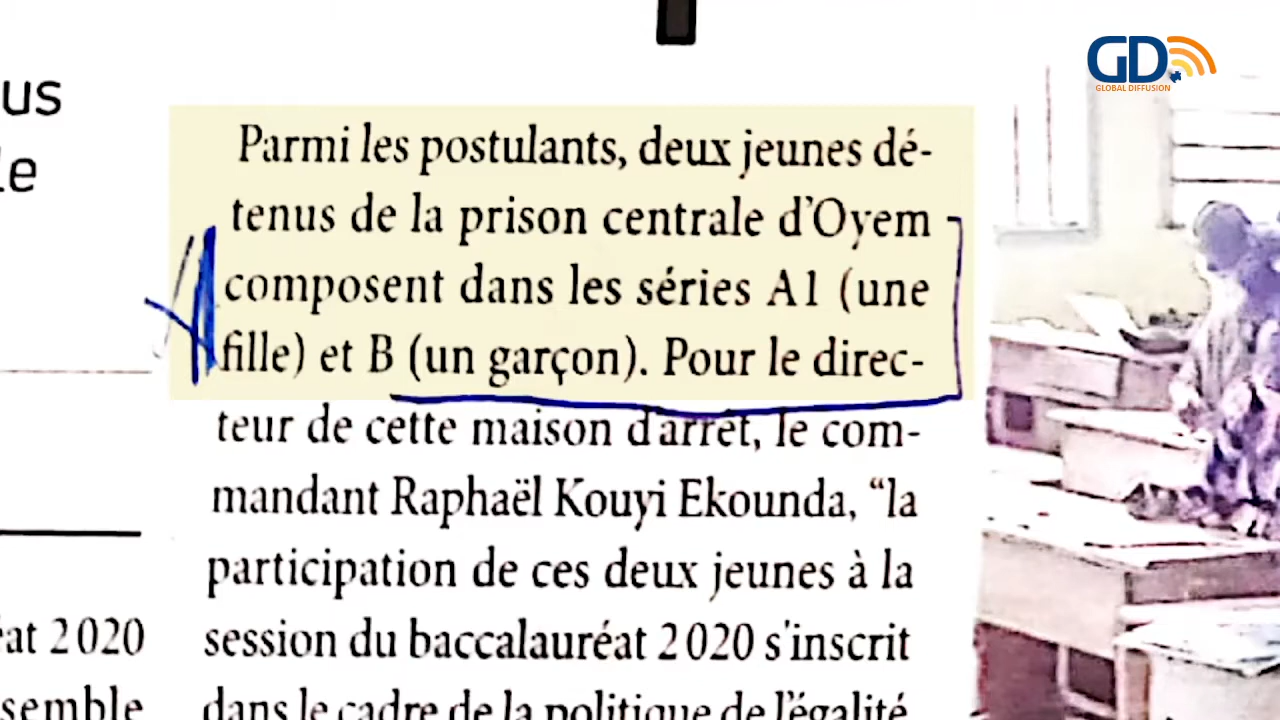 GD
GLOBAL DIFFUSION
us
le
Parmi les postulants, deux jeunes dé-
tenus de la prison centrale d'Oyem
composent dans les séries A1 (une
fille) et B (un garçon). Pour le direc-
teur de cette maison d'arrêt, le com-
mandant Raphaël Kouyi Ekounda, “la
participation de ces deux jeunes à la
session du baccalauréat 2020 s'inscrit
dans le cadre de la politique de l'égalité
éat 2020
semble